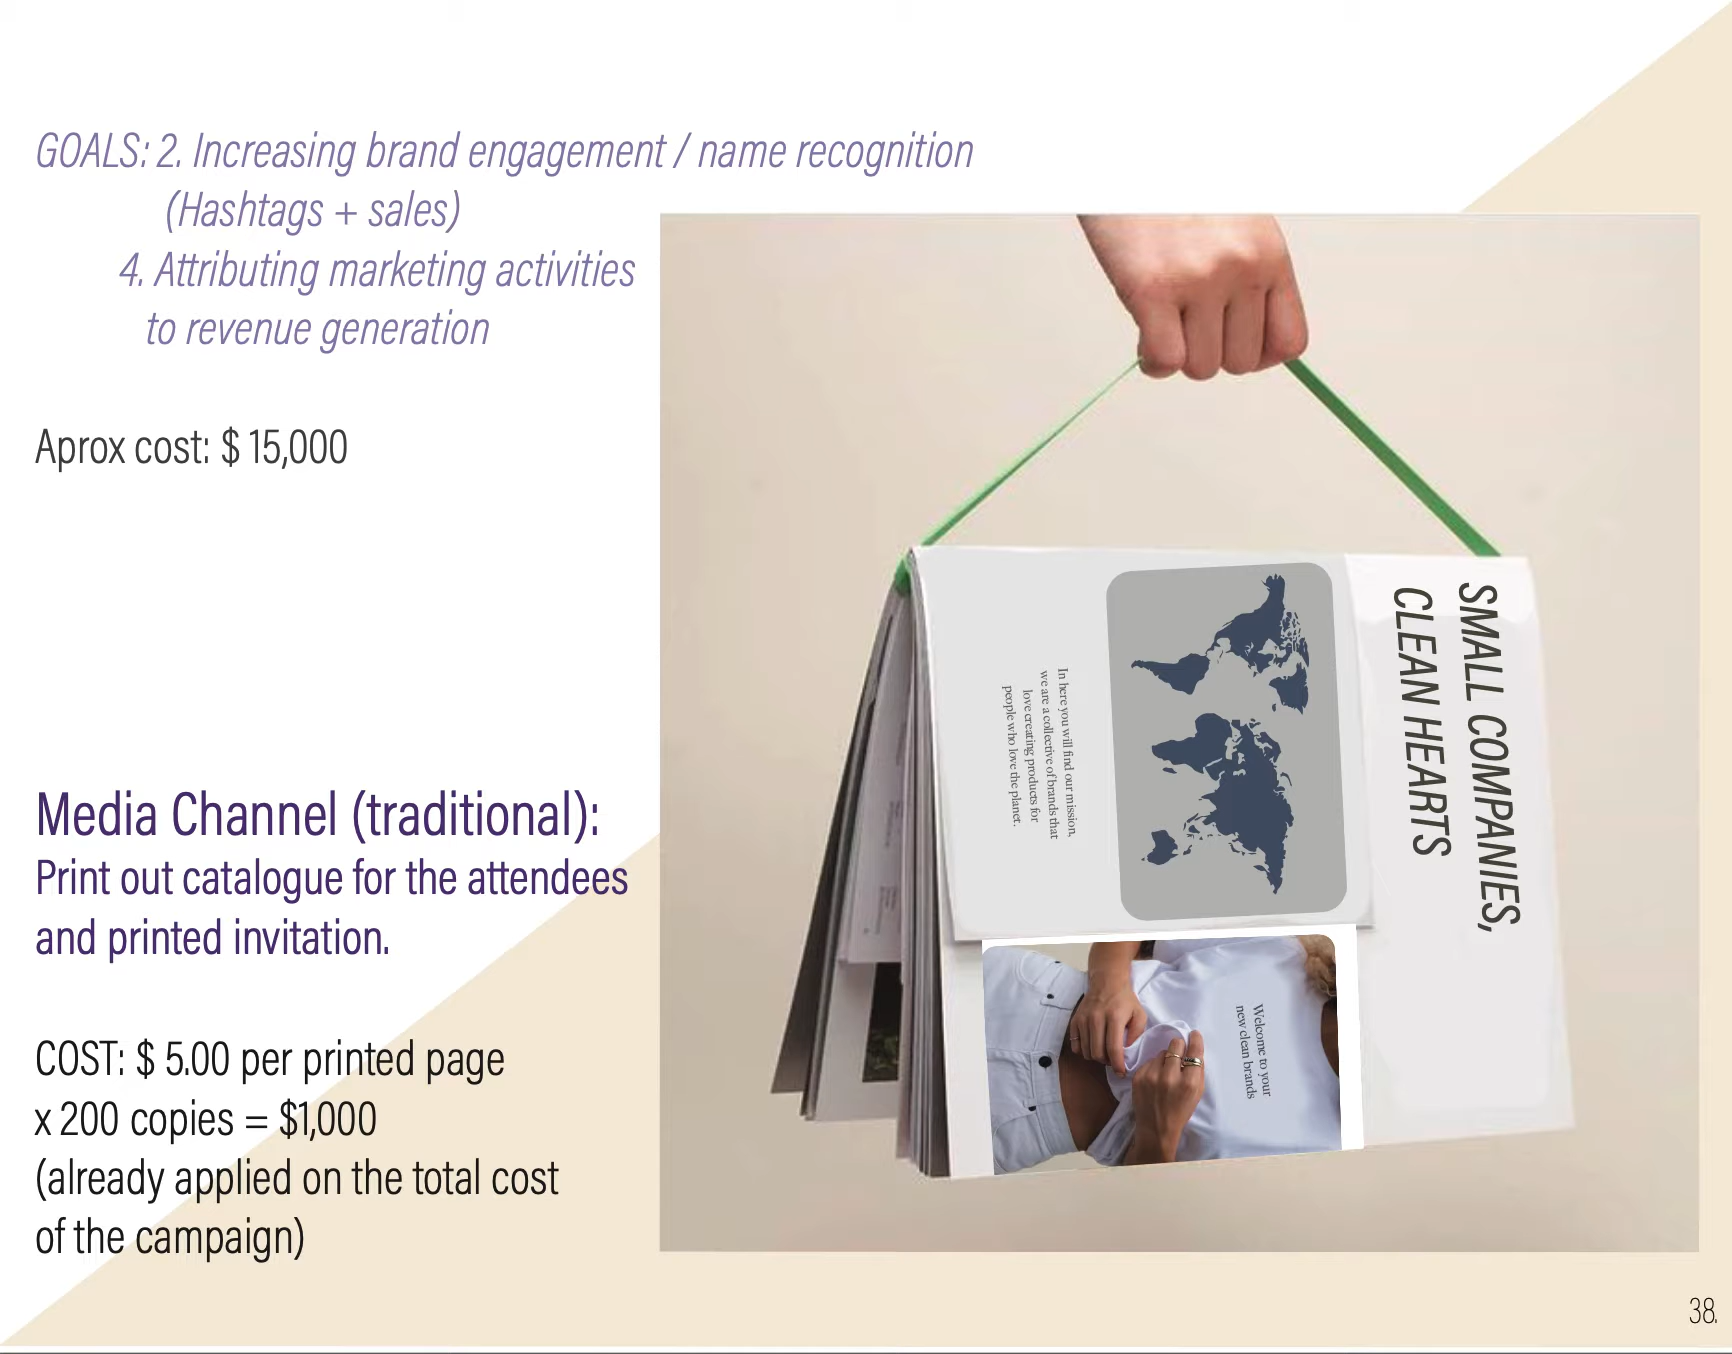 GOALS: 2. Increasing brand engagement / name recognition
(Hashtags + sales)
4. Attributing marketing activities
to revenue generation
Aprox cost: $ 15,000
Media Channel (traditional):
Print out catalogue for the attendees
and printed invitation.
COST: $ 5.00 per printed page
x 200 copies = $1,000
(already applied on the total cost
of the campaign)
SMALL COMPANIES,
CLEAN HEARTS
In here you will find our mission,
we are a collective of brands that
love creating products for
people who love the planet.
Welcome to your
new clean brands
38.